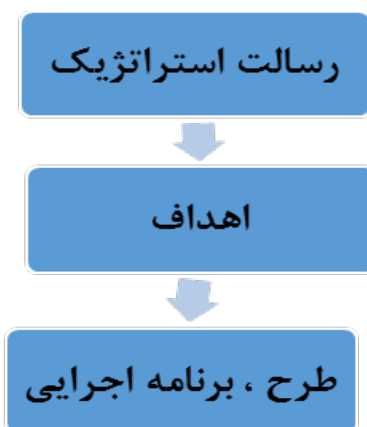 رسالت استراتژیک
اهداف
طرح ، برنامه اجرایی